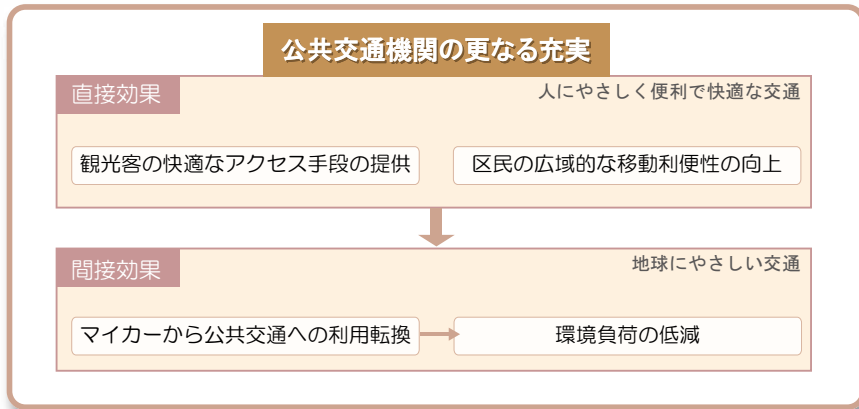 公共交通機関の更なる充実
直接効果
人にやさしく便利で快適な交通
観光客の快適なアクセス手段の提供
区民の広域的な移動利便性の向上
間接効果
地球にやさしい交通
マイカーから公共交通への利用転換
環境負荷の低減